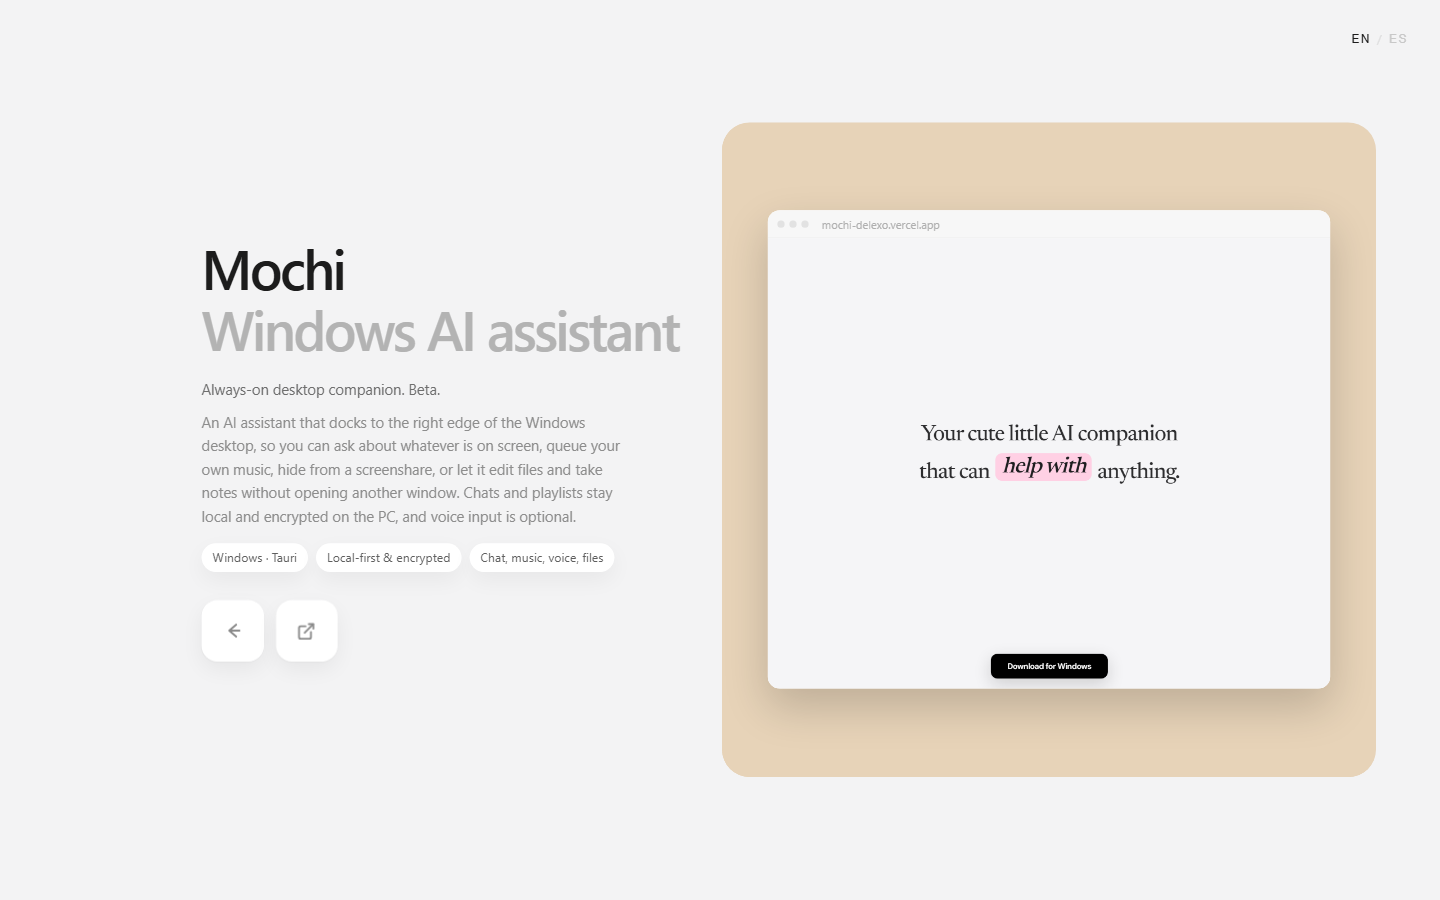 EN / ES
Mochi
Windows AI assistant
Always-on desktop companion. Beta.
An AI assistant that docks to the right edge of the Windows
desktop, so you can ask about whatever is on screen, queue your
own music, hide from a screenshare, or let it edit files and take
notes without opening another window. Chats and playlists stay
local and encrypted on the PC, and voice input is optional.
Windows · Tauri
Local-first & encrypted
Chat, music, voice, files
mochi-delexo.vercel.app
Your cute little AI companion
that can help with anything.
Download for Windows